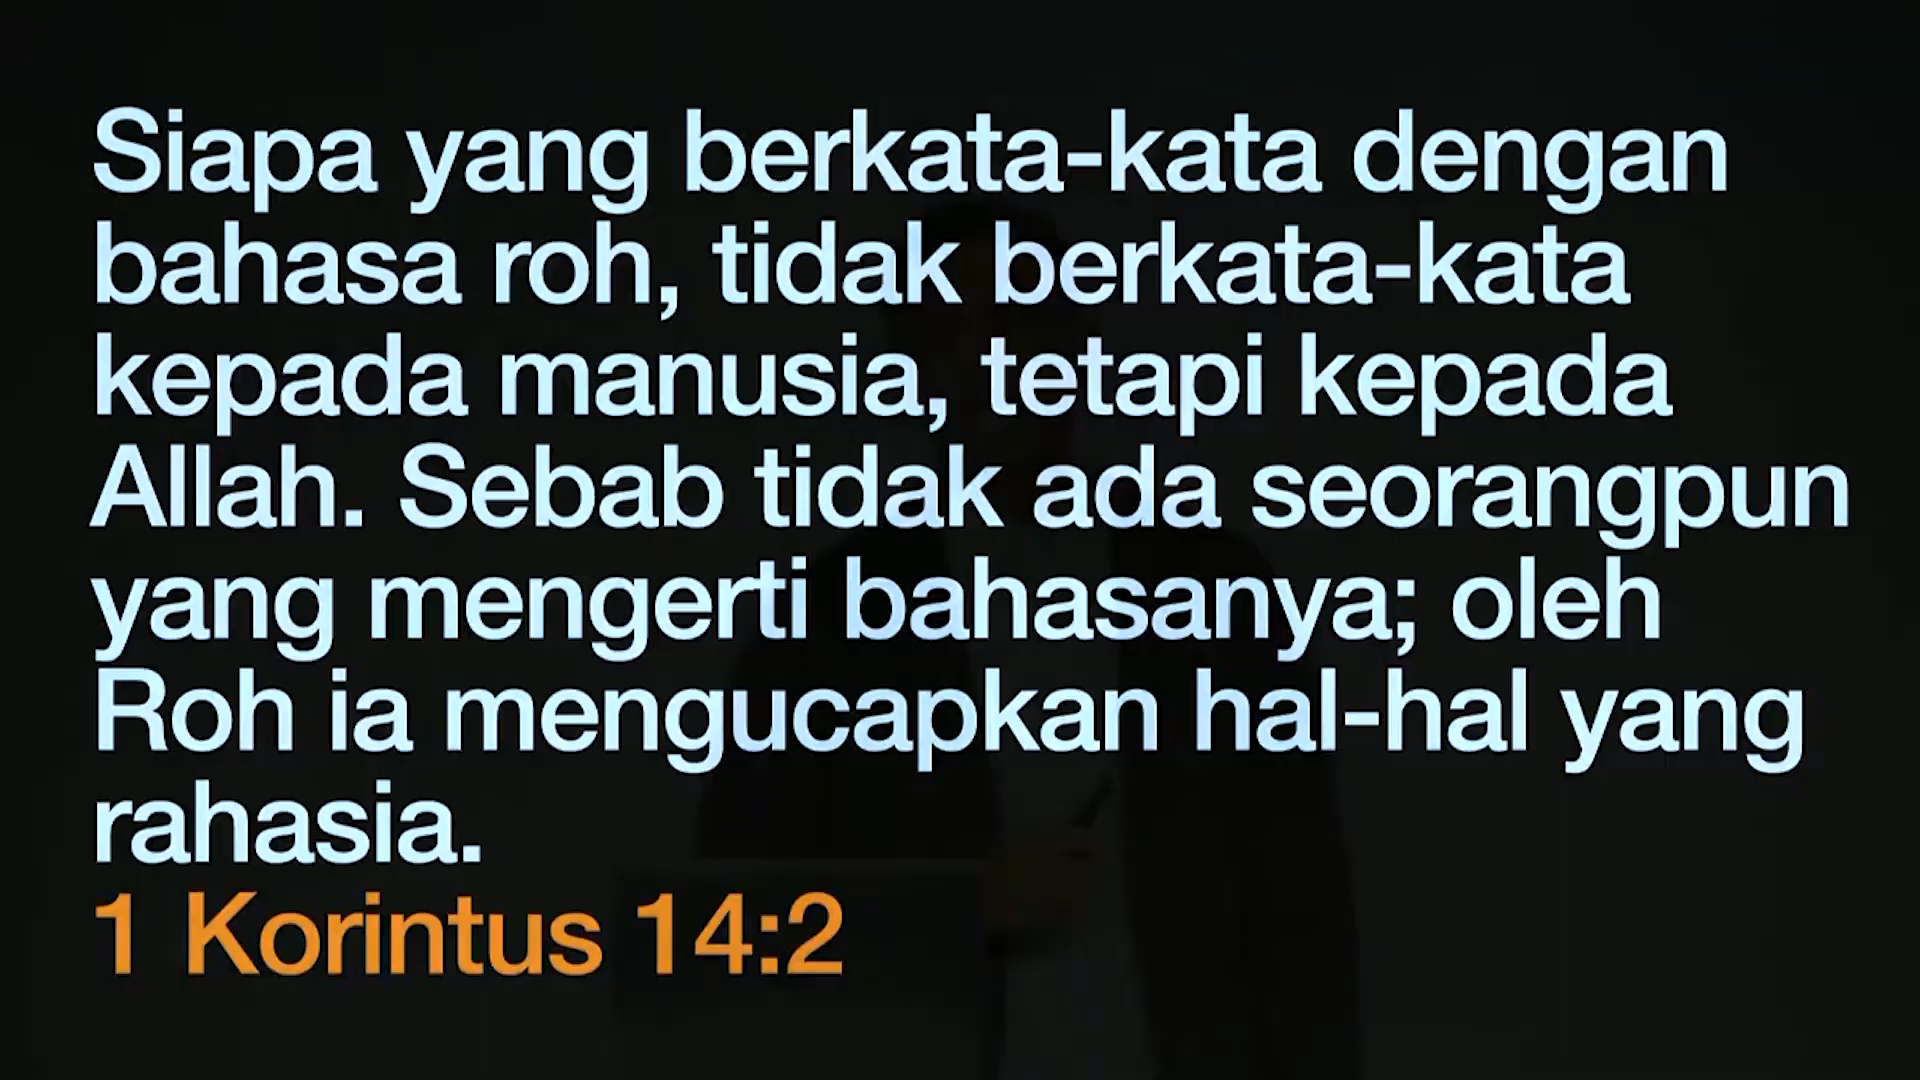 Siapa yang berkata-kata dengan
bahasa roh, tidak berkata-kata
kepada manusia, tetapi kepada
Allah. Sebab tidak ada seorangpun
yang mengerti bahasanya; oleh
Roh ia mengucapkan hal-hal yang
rahasia.
1 Korintus 14:2